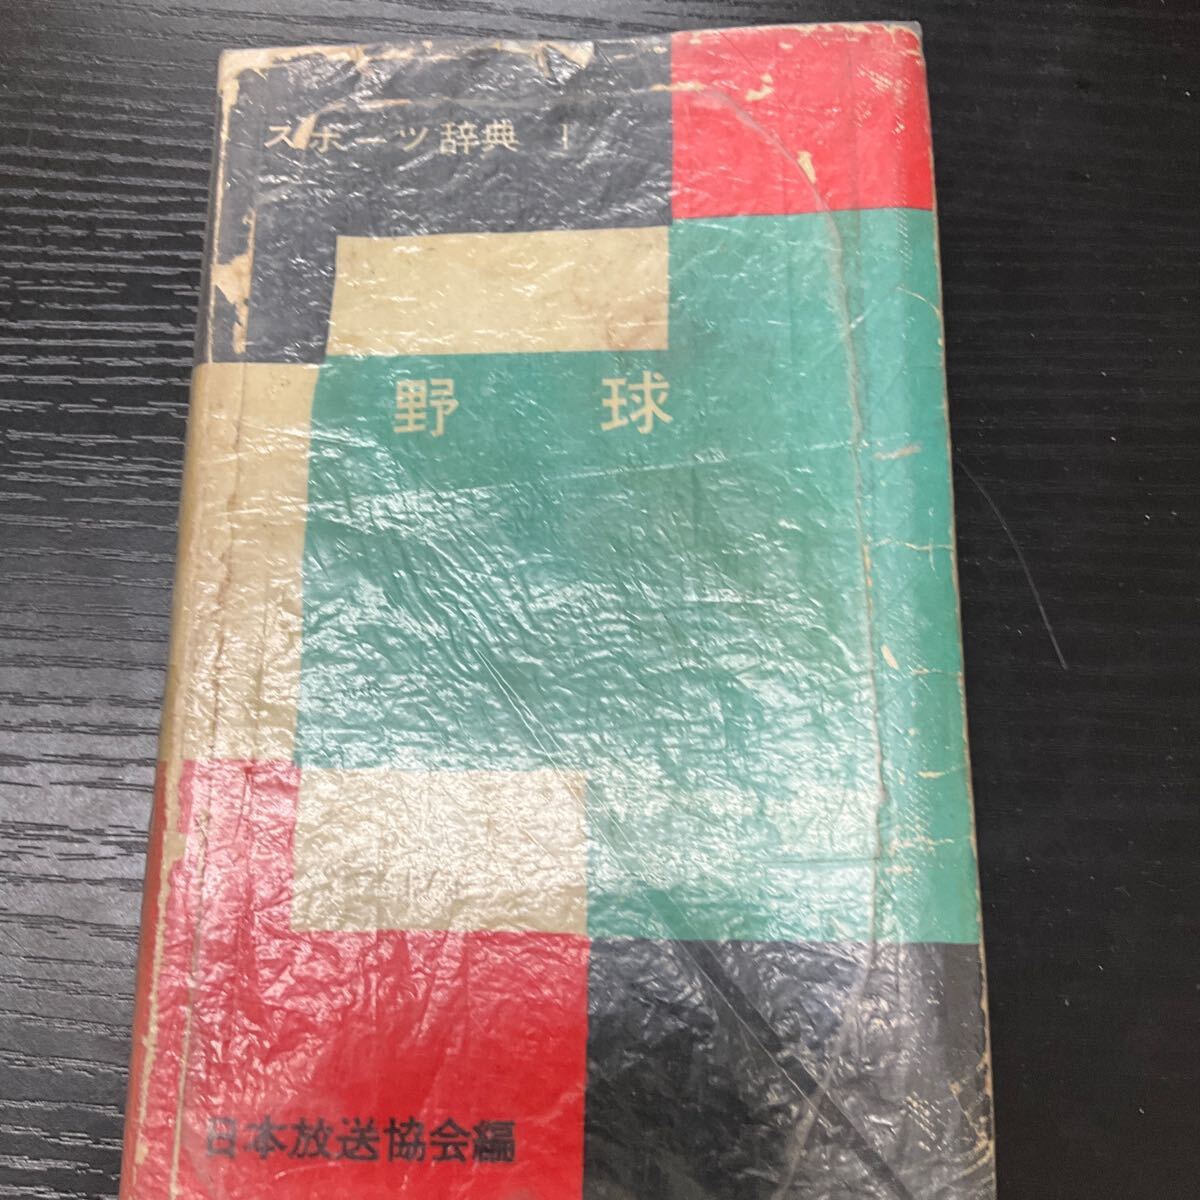 スポーツ辞典 1
野球
日本放送協会編